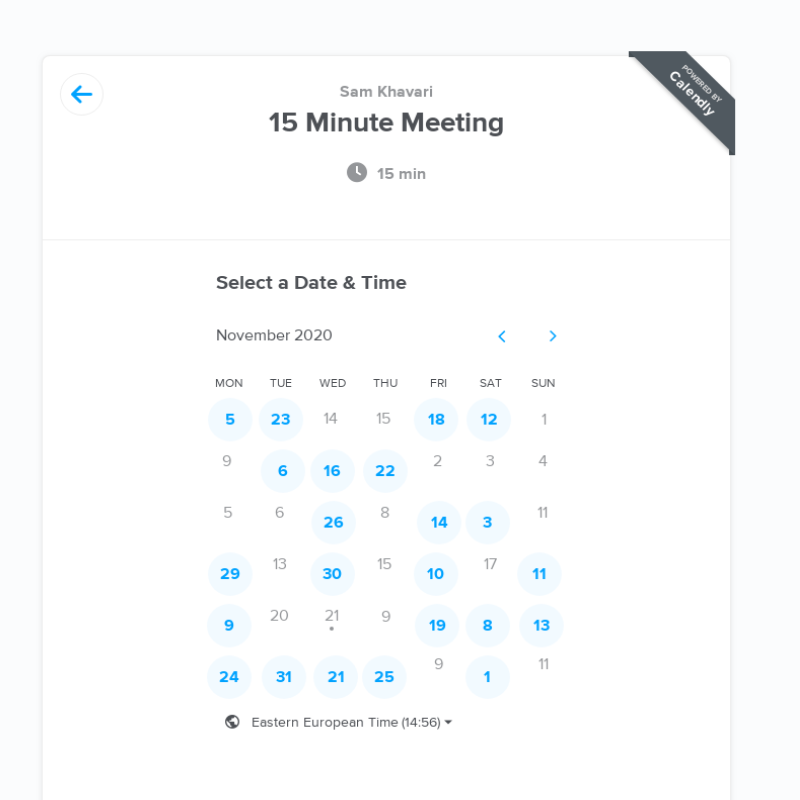 POWERED BY
Calendly
Sam Khavari
15 Minute Meeting
15 min
Select a Date & Time
November 2020
MON TUE WED THU FRI SAT SUN
5 23 14 15 18 12 1
9 6 16 22 2 3 4
5 6 26 8 14 3 11
29 13 30 15 10 17 11
9 20 21 9 19 8 13
24 31 21 25 9 1 11
Eastern European Time (14:56)